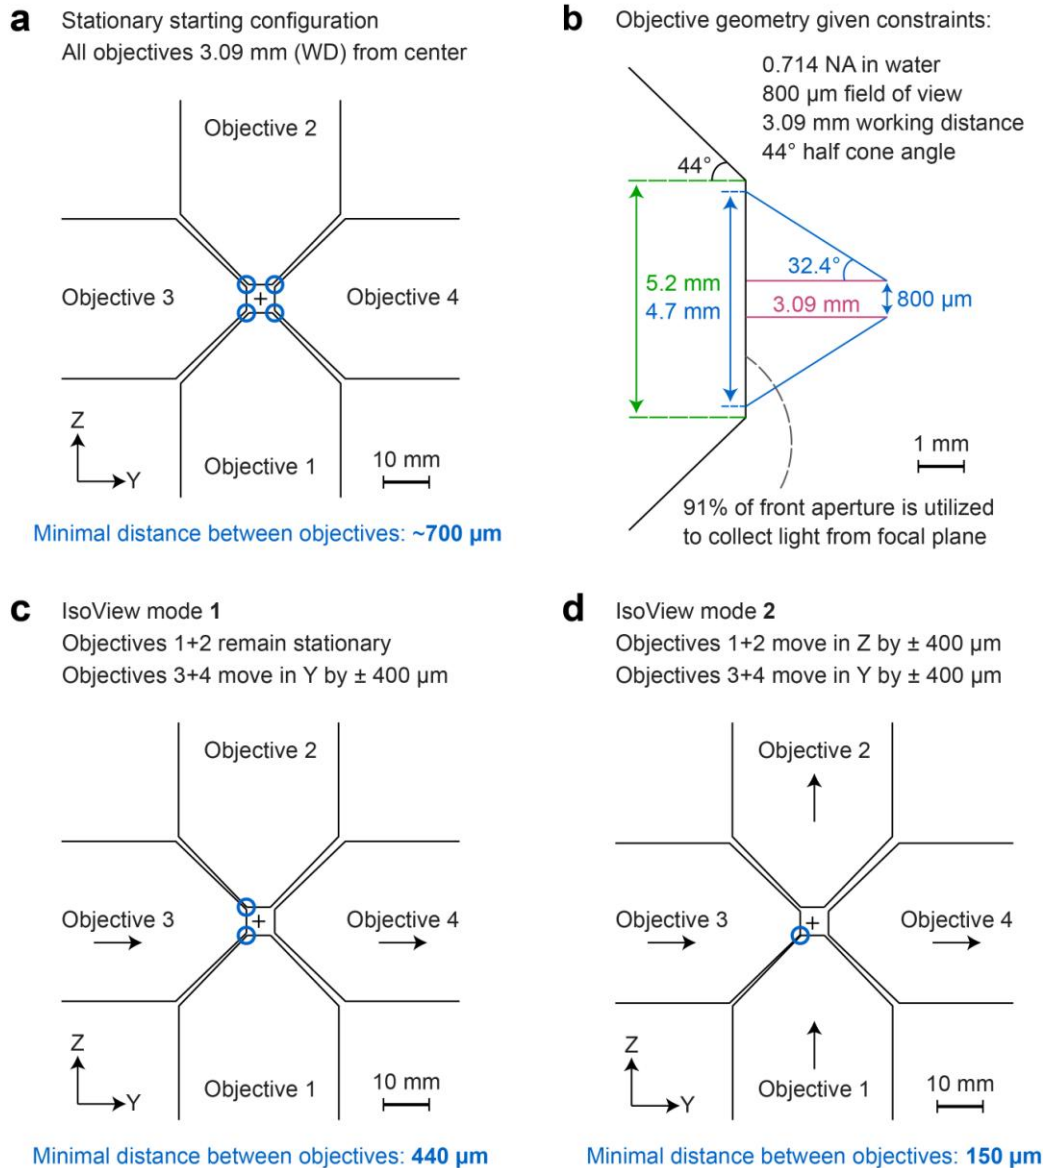 a Stationary starting configuration
All objectives 3.09 mm (WD) from center
Objective 2
Objective 3
Objective 4
Objective 1
Z
Y
10 mm
Minimal distance between objectives: ~700 µm
b Objective geometry given constraints:
0.714 NA in water
800 µm field of view
3.09 mm working distance
44° half cone angle
44°
32.4°
5.2 mm
4.7 mm
3.09 mm
800 µm
1 mm
91% of front aperture is utilized
to collect light from focal plane
c IsoView mode 1
Objectives 1+2 remain stationary
Objectives 3+4 move in Y by ± 400 µm
Objective 2
Objective 3
Objective 4
Objective 1
Z
Y
10 mm
Minimal distance between objectives: 440 µm
d IsoView mode 2
Objectives 1+2 move in Z by ± 400 µm
Objectives 3+4 move in Y by ± 400 µm
Objective 2
Objective 3
Objective 4
Objective 1
Z
Y
10 mm
Minimal distance between objectives: 150 µm